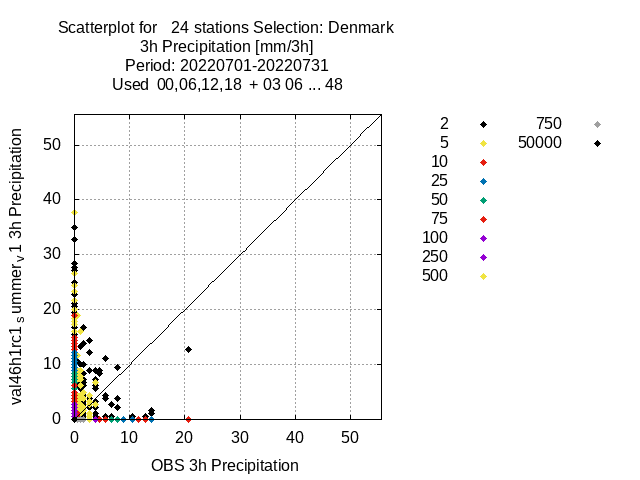 Scatterplot for 24 stations Selection: Denmark
3h Precipitation [mm/3h]
Period: 20220701-20220731
Used 00,06,12,18 + 03 06 ... 48
val46h1rc1 summerv1 3h Precipitation
50
40
30
20
10
0
0 10 20 30 40 50
OBS 3h Precipitation
2
5
10
25
50
75
100
250
500
750
50000